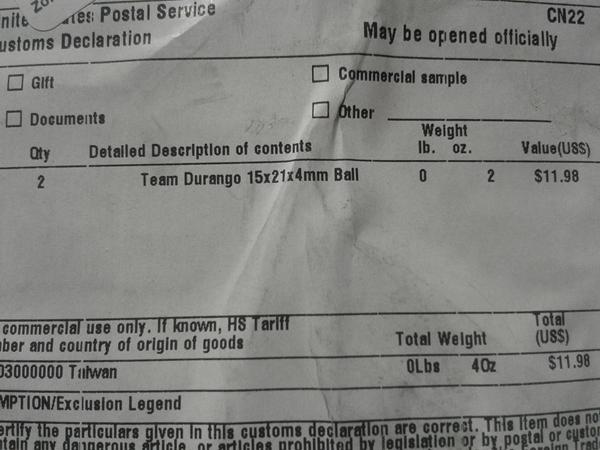 Postal Service
CN22
ustoms Declaration
May be opened officially
Gift
Commercial sample
Documents
Other
Weight
Qty Detailed Description of contents lb. oz. Value(US$)
2 Team Durango 15x21x4mm Ball 0 2 $11.98
commercial use only. If known, HS Tariff
Total
mber and country of origin of goods Total Weight (US$)
03000000 Taiwan 0Lbs 4Oz $11.98
MPTION/Exclusion Legend
ertify the particulars given in this customs declaration are correct. This item does no
ntain any dangerous article, or articles prohibited by legislation or by postal or custom